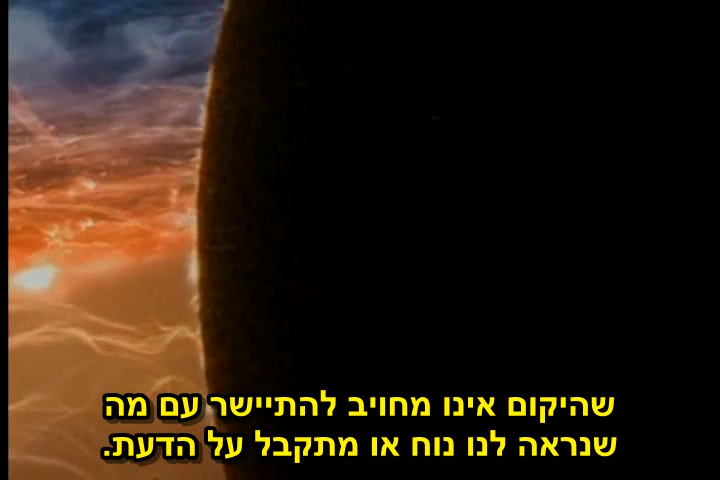 שהיקום אינו מחויב להתיישר עם מה
שנראה לנו נוח או מתקבל על הדעת.